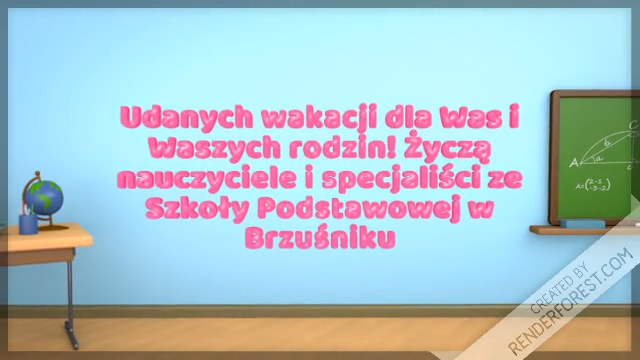 Udanych wakacji dla Was i
Waszych rodzin! Życzą
nauczyciele i specjaliści ze
Szkoły Podstawowej w
Brzuśniku
A
b
a
C
c
CREATED BY
RENDERFOREST.COM